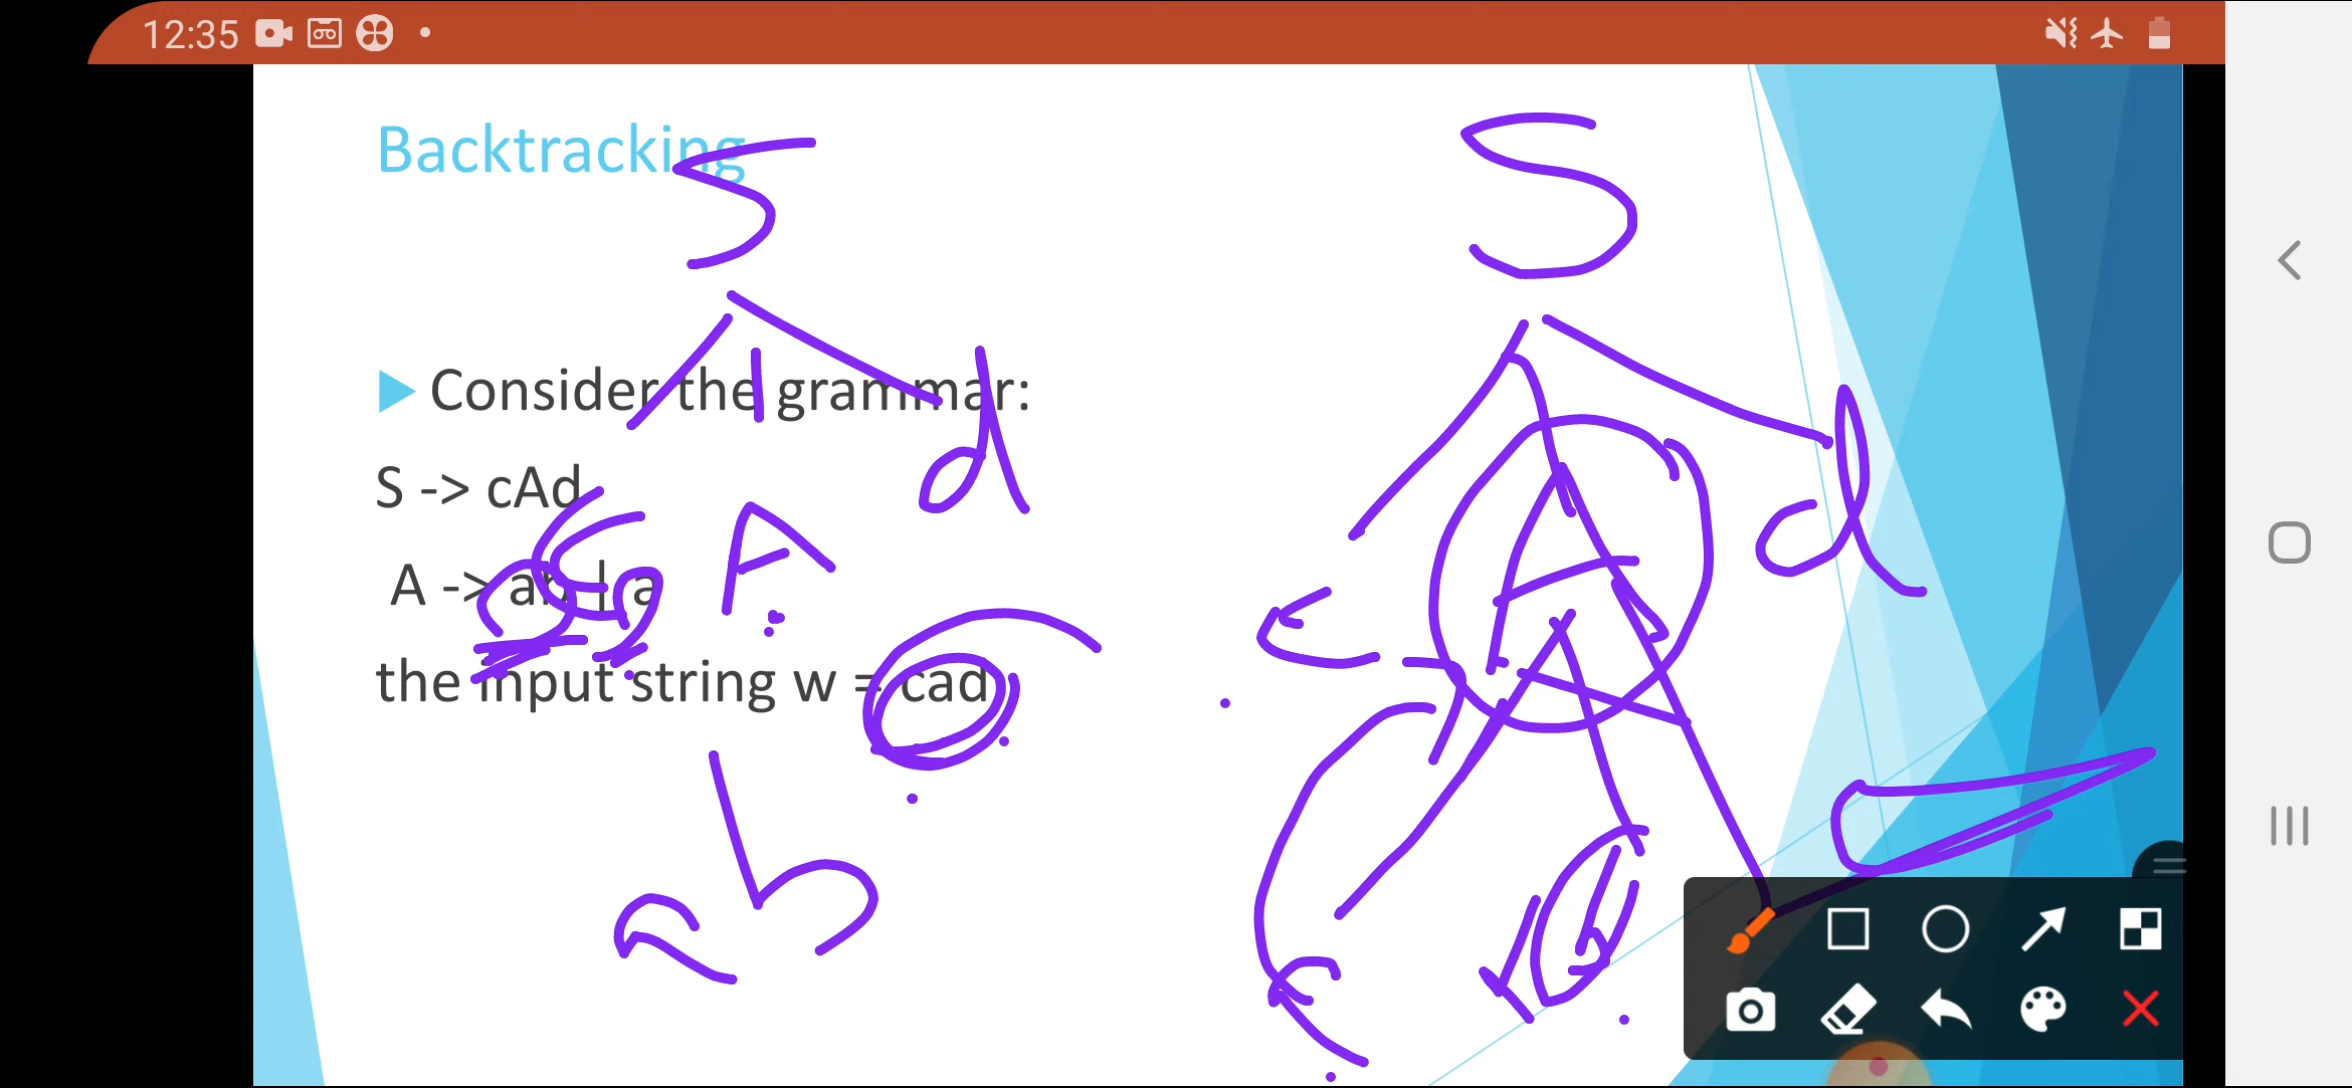 12:35
Backtracking
S
S
Consider the grammar:
d
d
S -> cAd
A
A
A -> ab | a
the input string w = cad
a b